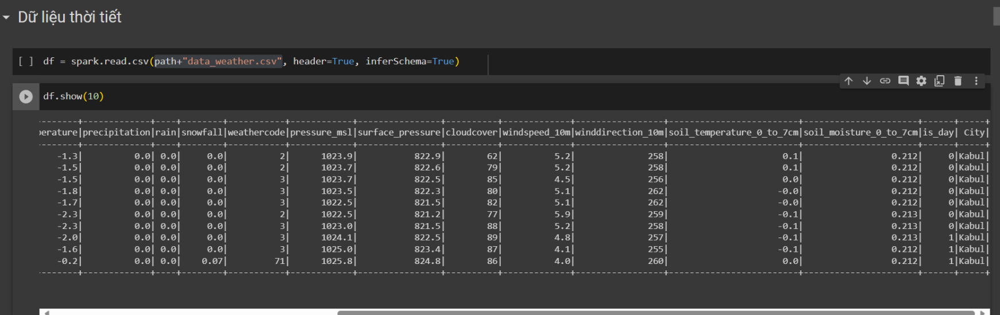 Dữ liệu thời tiết
[ ] df = spark.read.csv(path+"data_weather.csv", header=True, inferSchema=True)
df.show(10)
--------+-------------+----+--------+-----------+------------+----------------+----------+-------------+-----------------+-------------------------+----------------------+------+-----+
perature|precipitation|rain|snowfall|weathercode|pressure_msl|surface_pressure|cloudcover|windspeed_10m|winddirection_10m|soil_temperature_0_to_7cm|soil_moisture_0_to_7cm|is_day| City|
--------+-------------+----+--------+-----------+------------+----------------+----------+-------------+-----------------+-------------------------+----------------------+------+-----+
-1.3| 0.0| 0.0| 0.0| 2| 1023.9| 822.9| 62| 5.2| 258| 0.1| 0.212| 0|Kabul|
-1.5| 0.0| 0.0| 0.0| 2| 1023.7| 822.6| 79| 5.2| 258| 0.1| 0.212| 0|Kabul|
-1.5| 0.0| 0.0| 0.0| 3| 1023.7| 822.5| 85| 4.5| 256| 0.0| 0.212| 0|Kabul|
-1.8| 0.0| 0.0| 0.0| 3| 1023.5| 822.3| 80| 5.1| 262| -0.0| 0.212| 0|Kabul|
-1.7| 0.0| 0.0| 0.0| 3| 1022.5| 821.5| 82| 5.1| 262| -0.0| 0.212| 0|Kabul|
-2.3| 0.0| 0.0| 0.0| 2| 1022.5| 821.2| 77| 5.9| 259| -0.1| 0.213| 0|Kabul|
-2.3| 0.0| 0.0| 0.0| 3| 1023.0| 821.5| 88| 5.2| 258| -0.1| 0.213| 0|Kabul|
-2.0| 0.0| 0.0| 0.0| 3| 1024.1| 822.5| 89| 4.8| 257| -0.1| 0.213| 1|Kabul|
-1.6| 0.0| 0.0| 0.0| 3| 1025.0| 823.4| 87| 4.1| 255| -0.1| 0.212| 1|Kabul|
-0.2| 0.0| 0.0| 0.07| 71| 1025.8| 824.8| 86| 4.0| 260| 0.0| 0.212| 1|Kabul|
--------+-------------+----+--------+-----------+------------+----------------+----------+-------------+-----------------+-------------------------+----------------------+------+-----+